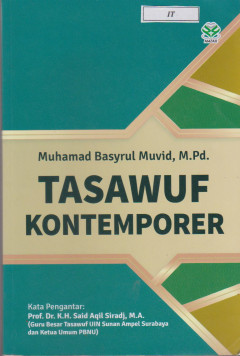 IT
AMZAH
Muhamad Basyrul Muvid, M.Pd.
TASAWUF
KONTEMPORER
Kata Pengantar:
Prof. Dr. K.H. Said Aqil Siradj, M.A.
(Guru Besar Tasawuf UIN Sunan Ampel Surabaya
dan Ketua Umum PBNU)